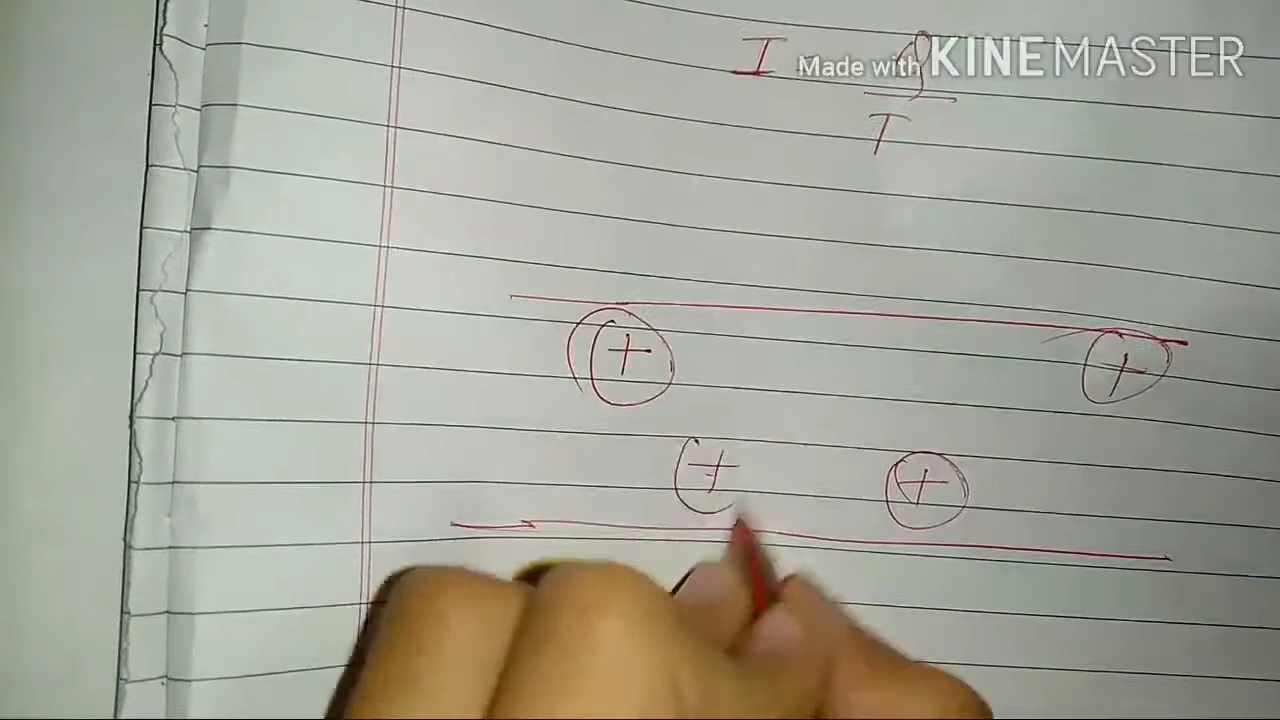 I
Made with KINEMASTER
T
+ +
+ +